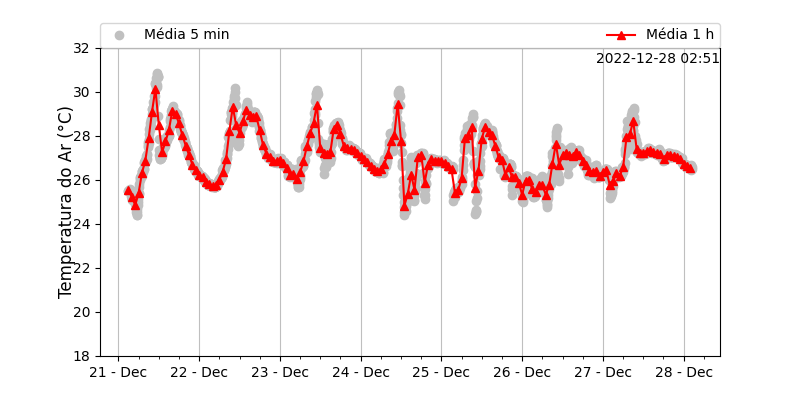 Média 5 min
Média 1 h
2022-12-28 02:51
Temperatura do Ar (°C)
32
30
28
26
24
22
20
18
21 - Dec
22 - Dec
23 - Dec
24 - Dec
25 - Dec
26 - Dec
27 - Dec
28 - Dec